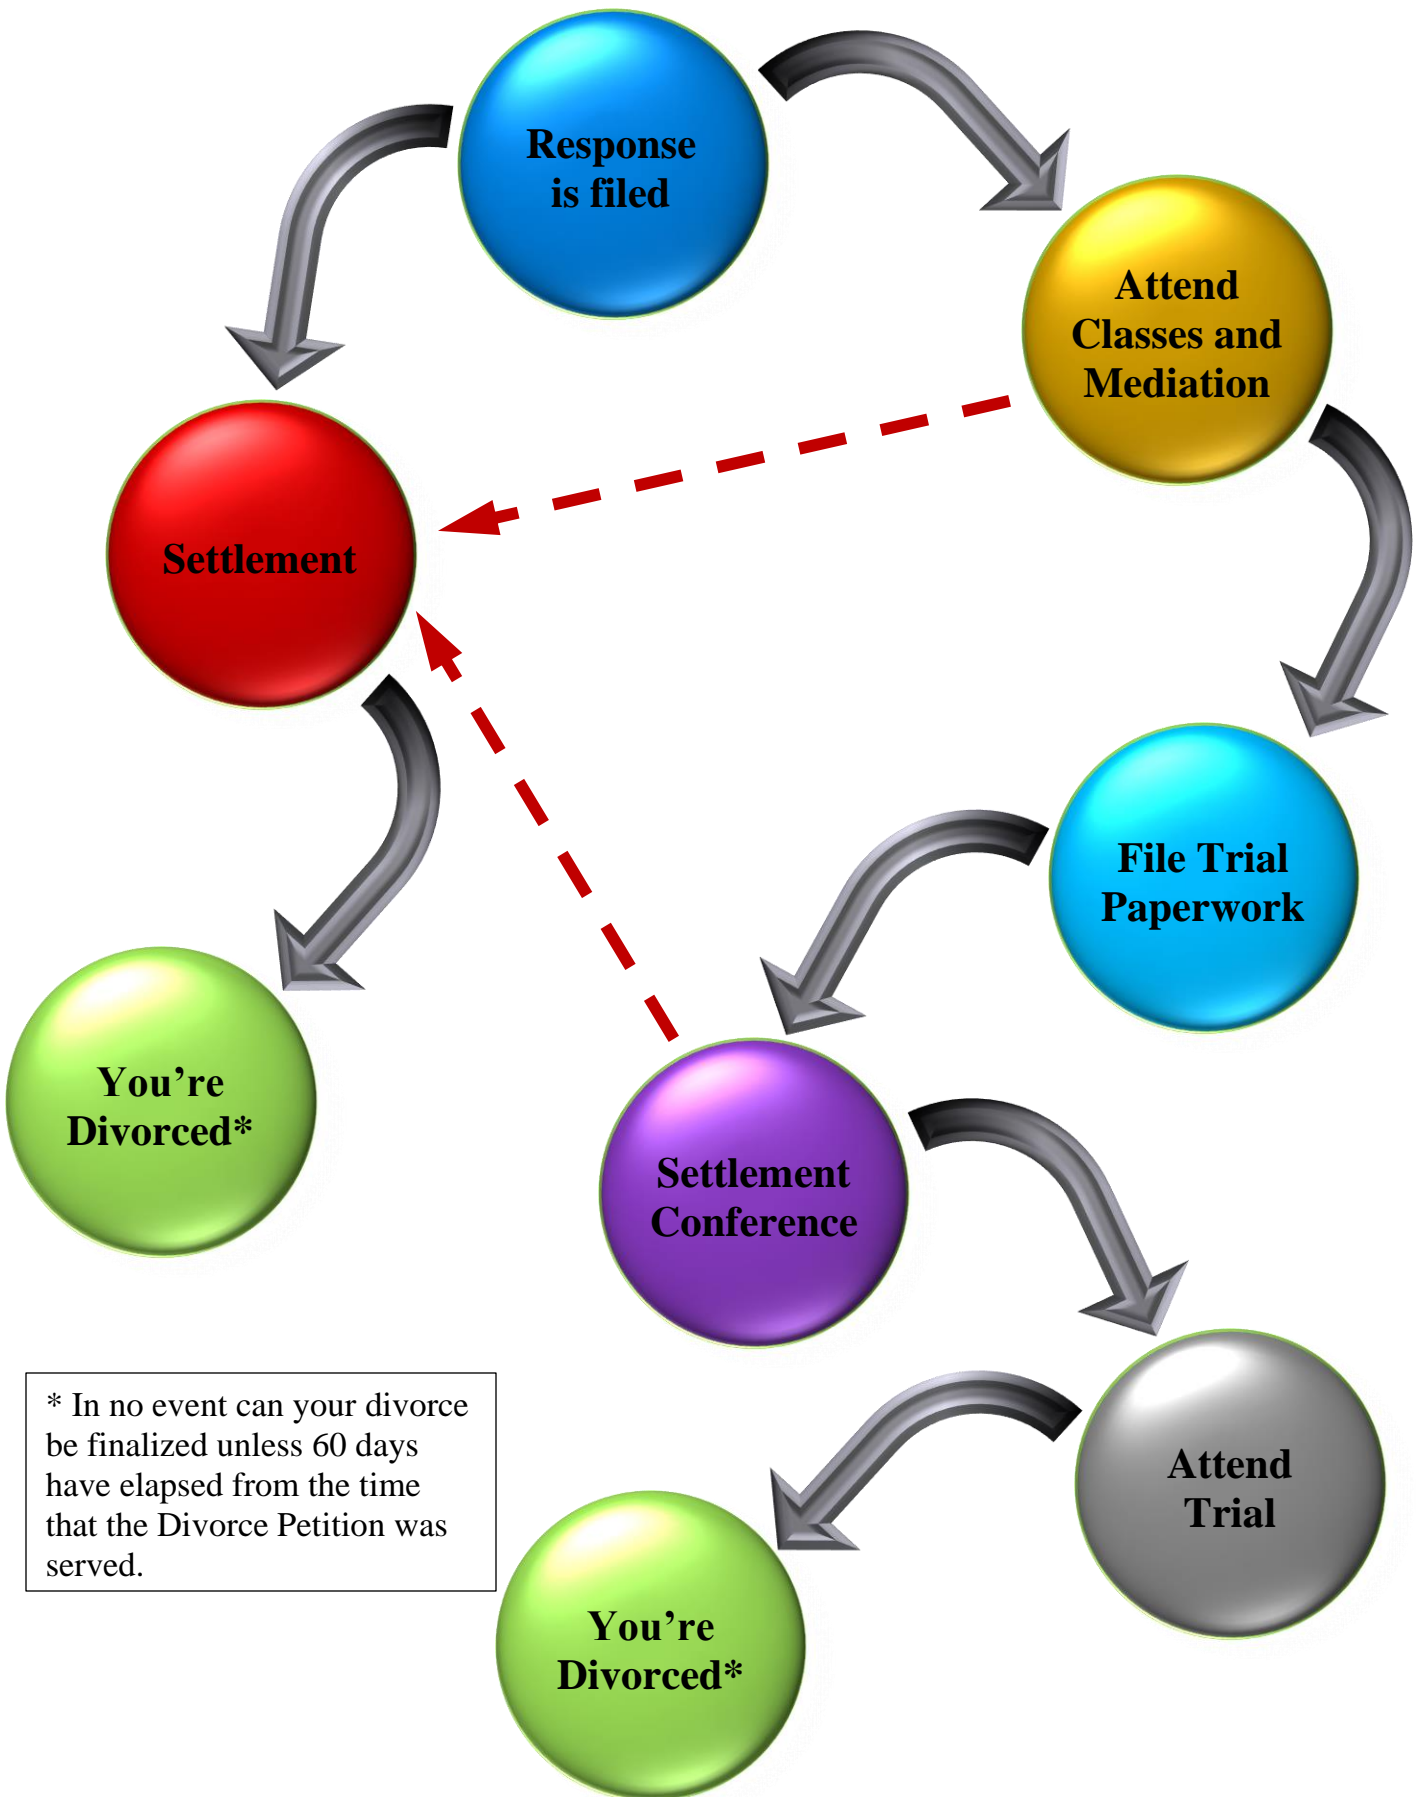 Response
is filed
Attend
Classes and
Mediation
Settlement
File Trial
Paperwork
You’re
Divorced*
Settlement
Conference
* In no event can your divorce
be finalized unless 60 days
have elapsed from the time
that the Divorce Petition was
served.
Attend
Trial
You’re
Divorced*